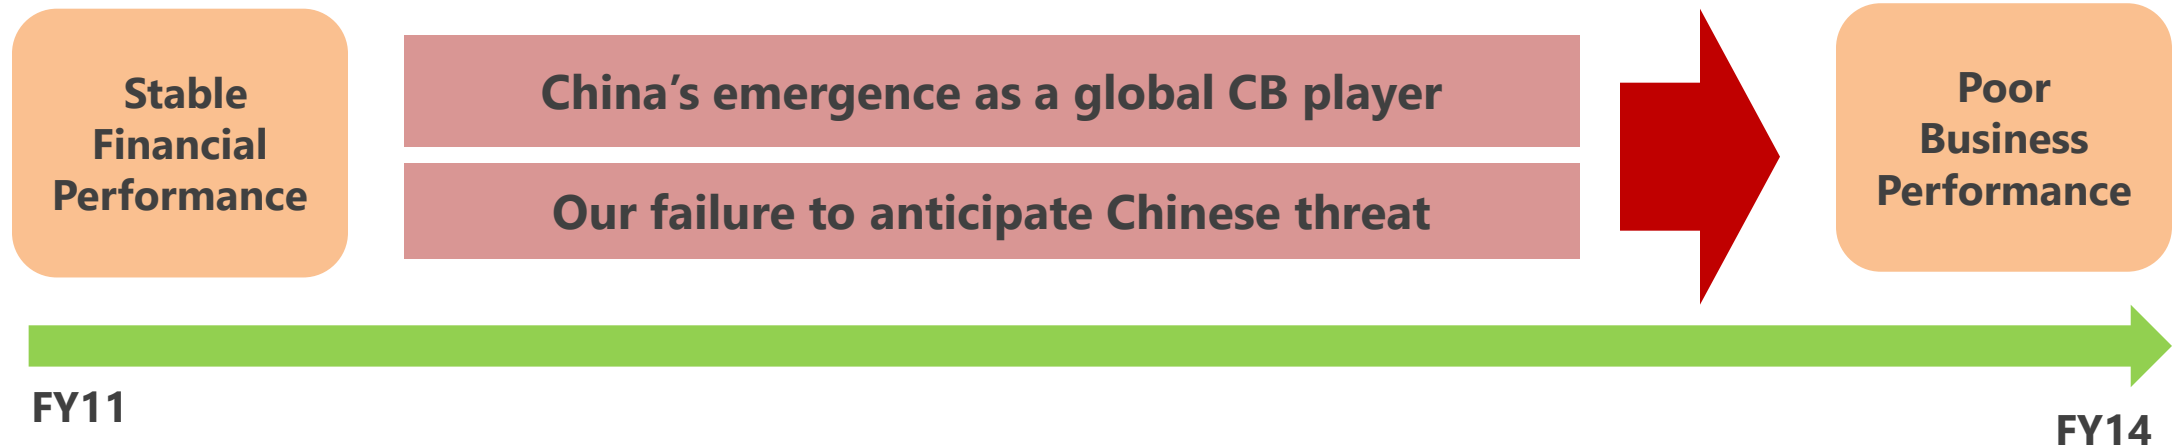 Stable
Financial
Performance
China’s emergence as a global CB player
Our failure to anticipate Chinese threat
Poor
Business
Performance
FY11
FY14